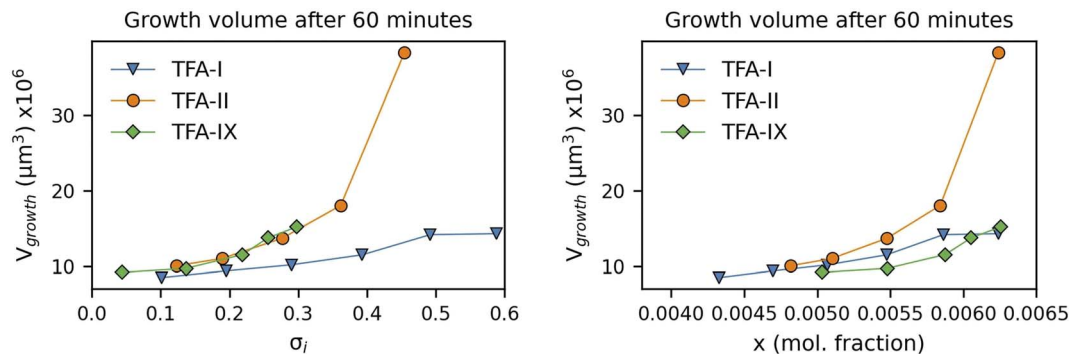 Growth volume after 60 minutes
V_growth (μm³) x10⁶
30
20
10
TFA-I
TFA-II
TFA-IX
0.0 0.1 0.2 0.3 0.4 0.5 0.6
σᵢ
Growth volume after 60 minutes
V_growth (μm³) x10⁶
30
20
10
TFA-I
TFA-II
TFA-IX
0.0040 0.0045 0.0050 0.0055 0.0060 0.0065
x (mol. fraction)